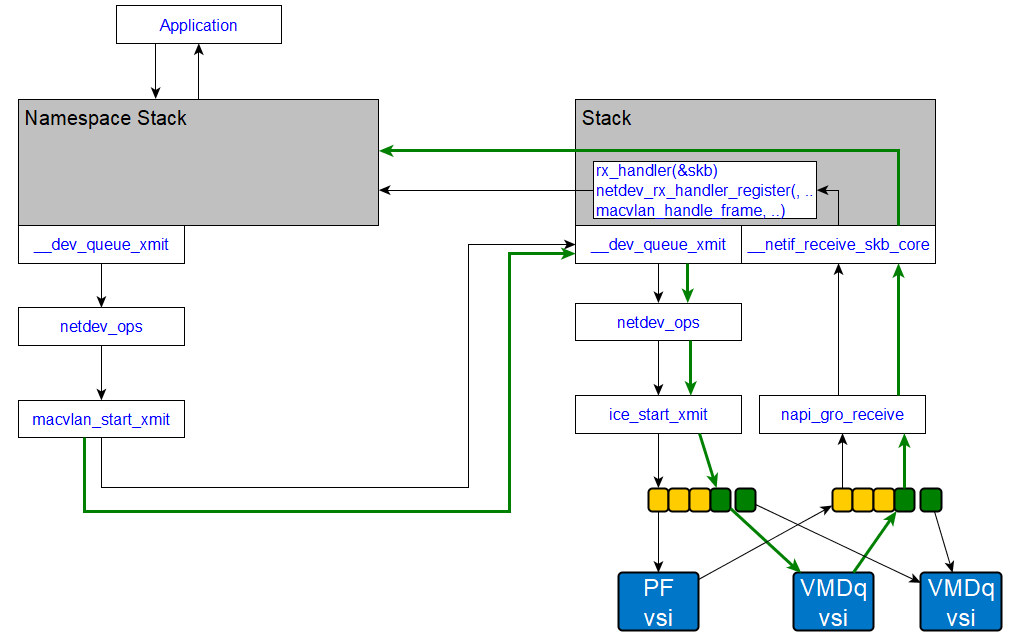 Application
Namespace Stack
Stack
rx_handler(&skb)
netdev_rx_handler_register(, ..
macvlan_handle_frame, ..)
__dev_queue_xmit
__dev_queue_xmit
__netif_receive_skb_core
netdev_ops
netdev_ops
macvlan_start_xmit
ice_start_xmit
napi_gro_receive
PF
vsi
VMDq
vsi
VMDq
vsi